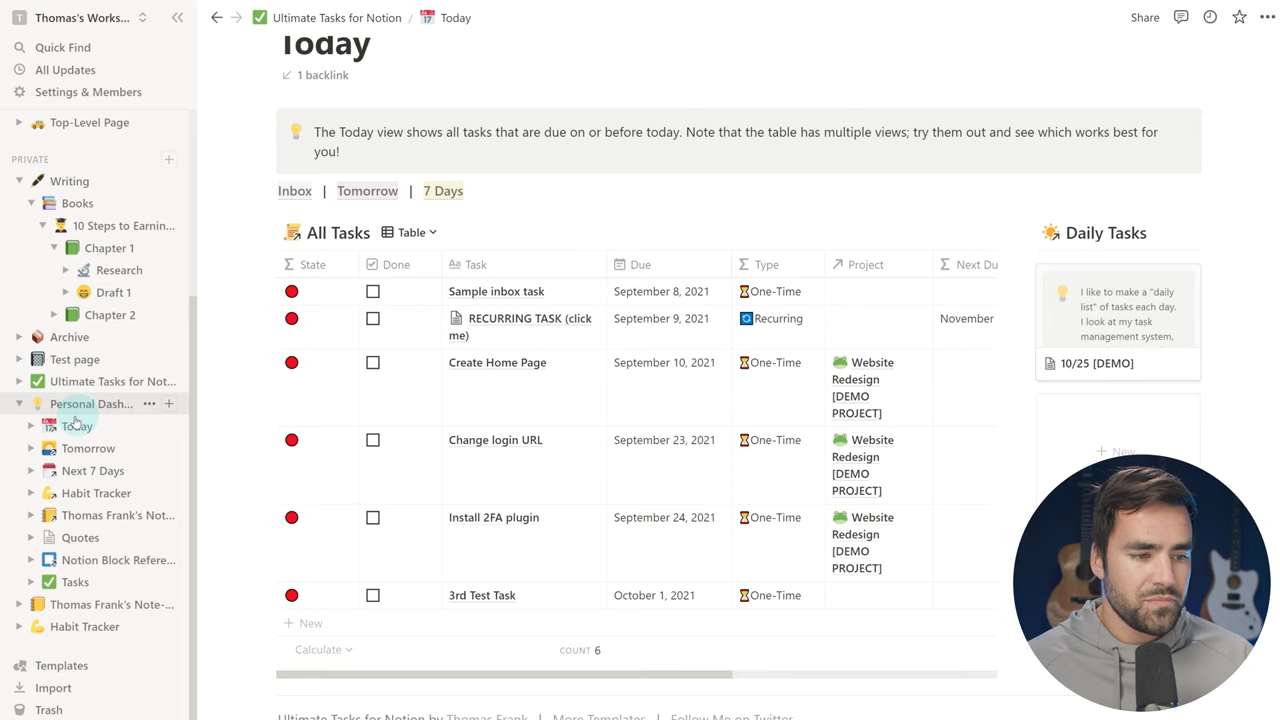 Thomas's Works...
Quick Find
All Updates
Settings & Members
Top-Level Page
PRIVATE
Writing
Books
10 Steps to Earnin...
Chapter 1
Research
Draft 1
Chapter 2
Archive
Test page
Ultimate Tasks for Not...
Personal Dash...
Today
Tomorrow
Next 7 Days
Habit Tracker
Thomas Frank's Not...
Quotes
Notion Block Refere...
Tasks
Thomas Frank's Note-...
Habit Tracker
Templates
Import
Trash
Ultimate Tasks for Notion / Today
Share
Today
1 backlink
The Today view shows all tasks that are due on or before today. Note that the table has multiple views; try them out and see which works best for
you!
Inbox | Tomorrow | 7 Days
All Tasks Table
State Done Aa Task Due Type Project Next Du
Sample inbox task September 8, 2021 One-Time
RECURRING TASK (click September 9, 2021 Recurring November
me)
Create Home Page September 10, 2021 One-Time Website
Redesign
[DEMO
PROJECT]
Change login URL September 23, 2021 One-Time Website
Redesign
[DEMO
PROJECT]
Install 2FA plugin September 24, 2021 One-Time Website
Redesign
[DEMO
PROJECT]
3rd Test Task October 1, 2021 One-Time
+ New
Calculate COUNT 6
Daily Tasks
I like to make a "daily
list" of tasks each day.
I look at my task
management system,
10/25 [DEMO]
+ New
Ultimate Tasks for Notion by Thomas Frank | More Templates | Follow Me on Twitter